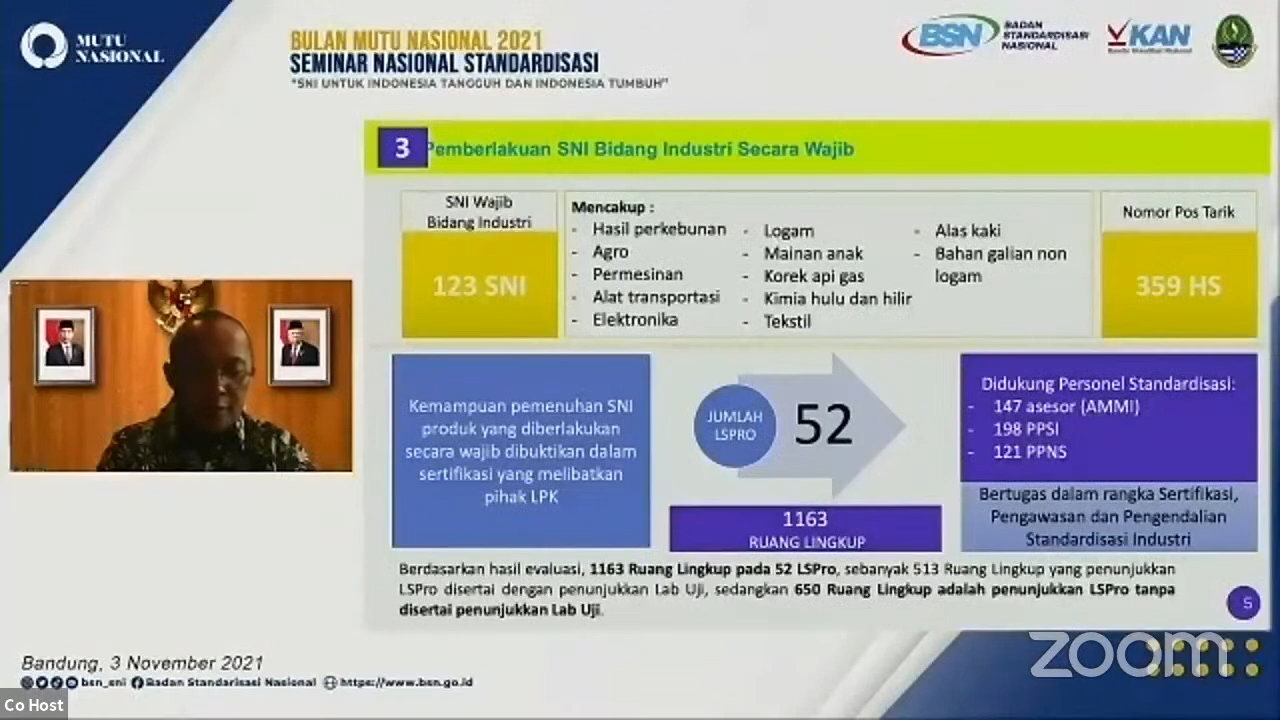 MUTU
NASIONAL
BULAN MUTU NASIONAL 2021
SEMINAR NASIONAL STANDARDISASI
"SNI UNTUK INDONESIA TANGGUH DAN INDONESIA TUMBUH"
BSN
BADAN
STANDARDISASI
NASIONAL
KAN
Komite Akreditasi Nasional
3
Pemberlakuan SNI Bidang Industri Secara Wajib
SNI Wajib
Bidang Industri
123 SNI
Mencakup :
- Hasil perkebunan
- Agro
- Permesinan
- Alat transportasi
- Elektronika
- Logam
- Mainan anak
- Korek api gas
- Kimia hulu dan hilir
- Tekstil
- Alas kaki
- Bahan galian non
logam
Nomor Pos Tarik
359 HS
Kemampuan pemenuhan SNI
produk yang diberlakukan
secara wajib dibuktikan dalam
sertifikasi yang melibatkan
pihak LPK
JUMLAH
LSPRO
52
1163
RUANG LINGKUP
Didukung Personel Standardisasi:
- 147 asesor (AMMI)
- 198 PPSI
- 121 PPNS
Bertugas dalam rangka Sertifikasi,
Pengawasan dan Pengendalian
Standardisasi Industri
Berdasarkan hasil evaluasi, 1163 Ruang Lingkup pada 52 LSPro, sebanyak 513 Ruang Lingkup yang penunjukkan
LSPro disertai dengan penunjukkan Lab Uji, sedangkan 650 Ruang Lingkup adalah penunjukkan LSPro tanpa
disertai penunjukkan Lab Uji.
5
zoom
Bandung, 3 November 2021
bsn_sni Badan Standarisasi Nasional https://www.bsn.go.id
Co Host